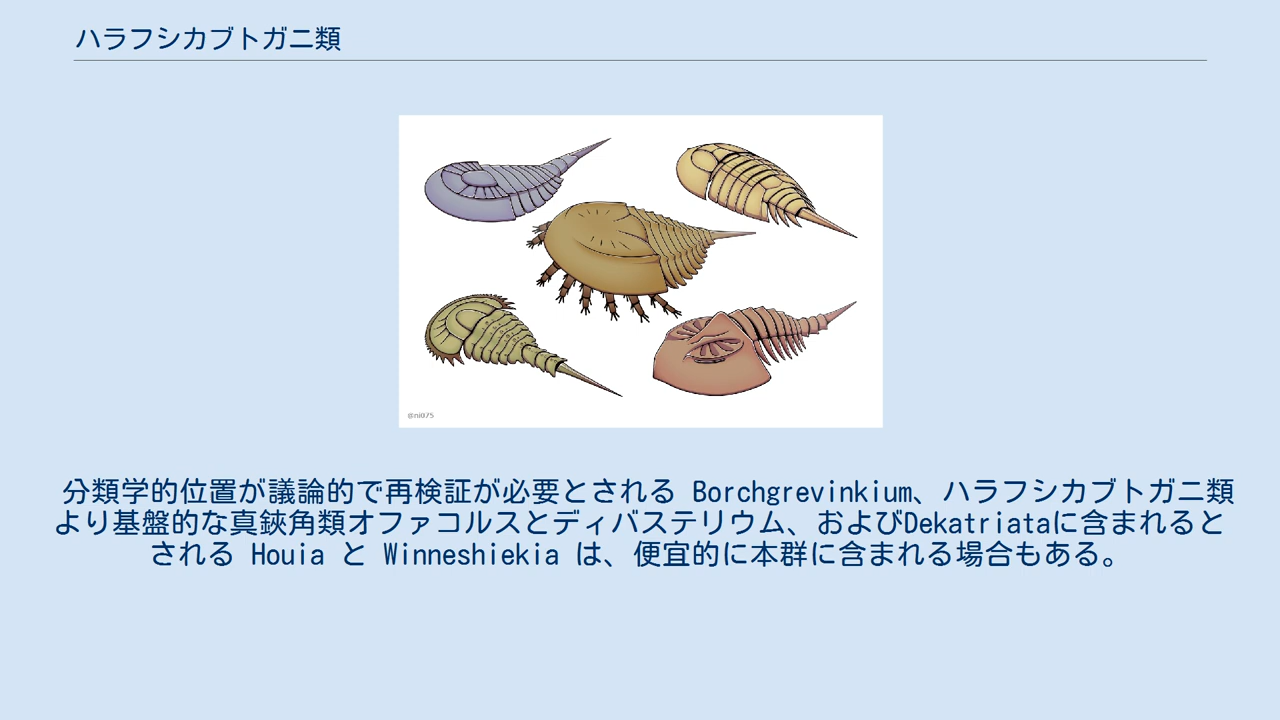 ハラフシカブトガニ類
@ni075
分類学的位置が議論的で再検証が必要とされる Borchgrevinkium、ハラフシカブトガニ類
より基盤的な真鋏角類オファコルスとディバステリウム、およびDekatriataに含まれると
される Houia と Winneshiekia は、便宜的に本群に含まれる場合もある。